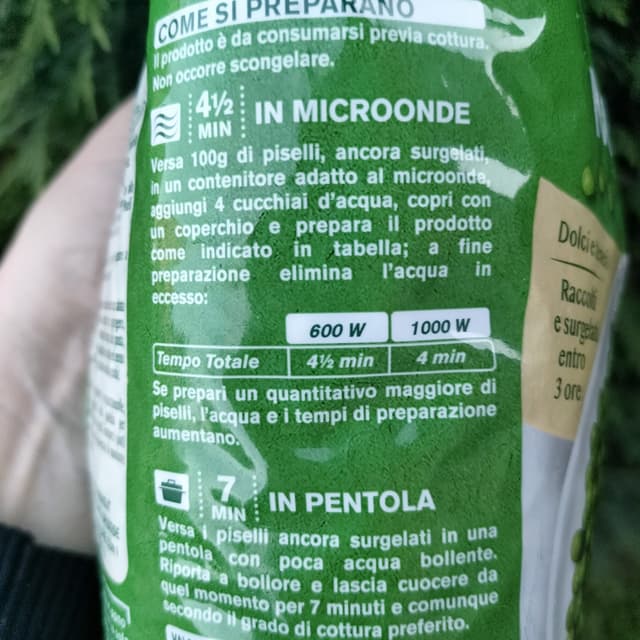 COME SI PREPARANO
Il prodotto è da consumarsi previa cottura.
Non occorre scongelare.
4½
MIN
IN MICROONDE
Versa 100g di piselli, ancora surgelati,
in un contenitore adatto al microonde,
aggiungi 4 cucchiai d'acqua, copri con
un coperchio e prepara il prodotto
come indicato in tabella; a fine
preparazione elimina l'acqua in
eccesso:
600 W 1000 W
Tempo Totale 4½ min 4 min
Se prepari un quantitativo maggiore di
piselli, l'acqua e i tempi di preparazione
aumentano.
7
MIN
IN PENTOLA
Versa i piselli ancora surgelati in una
pentola con poca acqua bollente.
Riporta a bollore e lascia cuocere da
quel momento per 7 minuti e comunque
secondo il grado di cottura preferito.
Dolci e
Raccolti
e surgelati
entro
3 ore